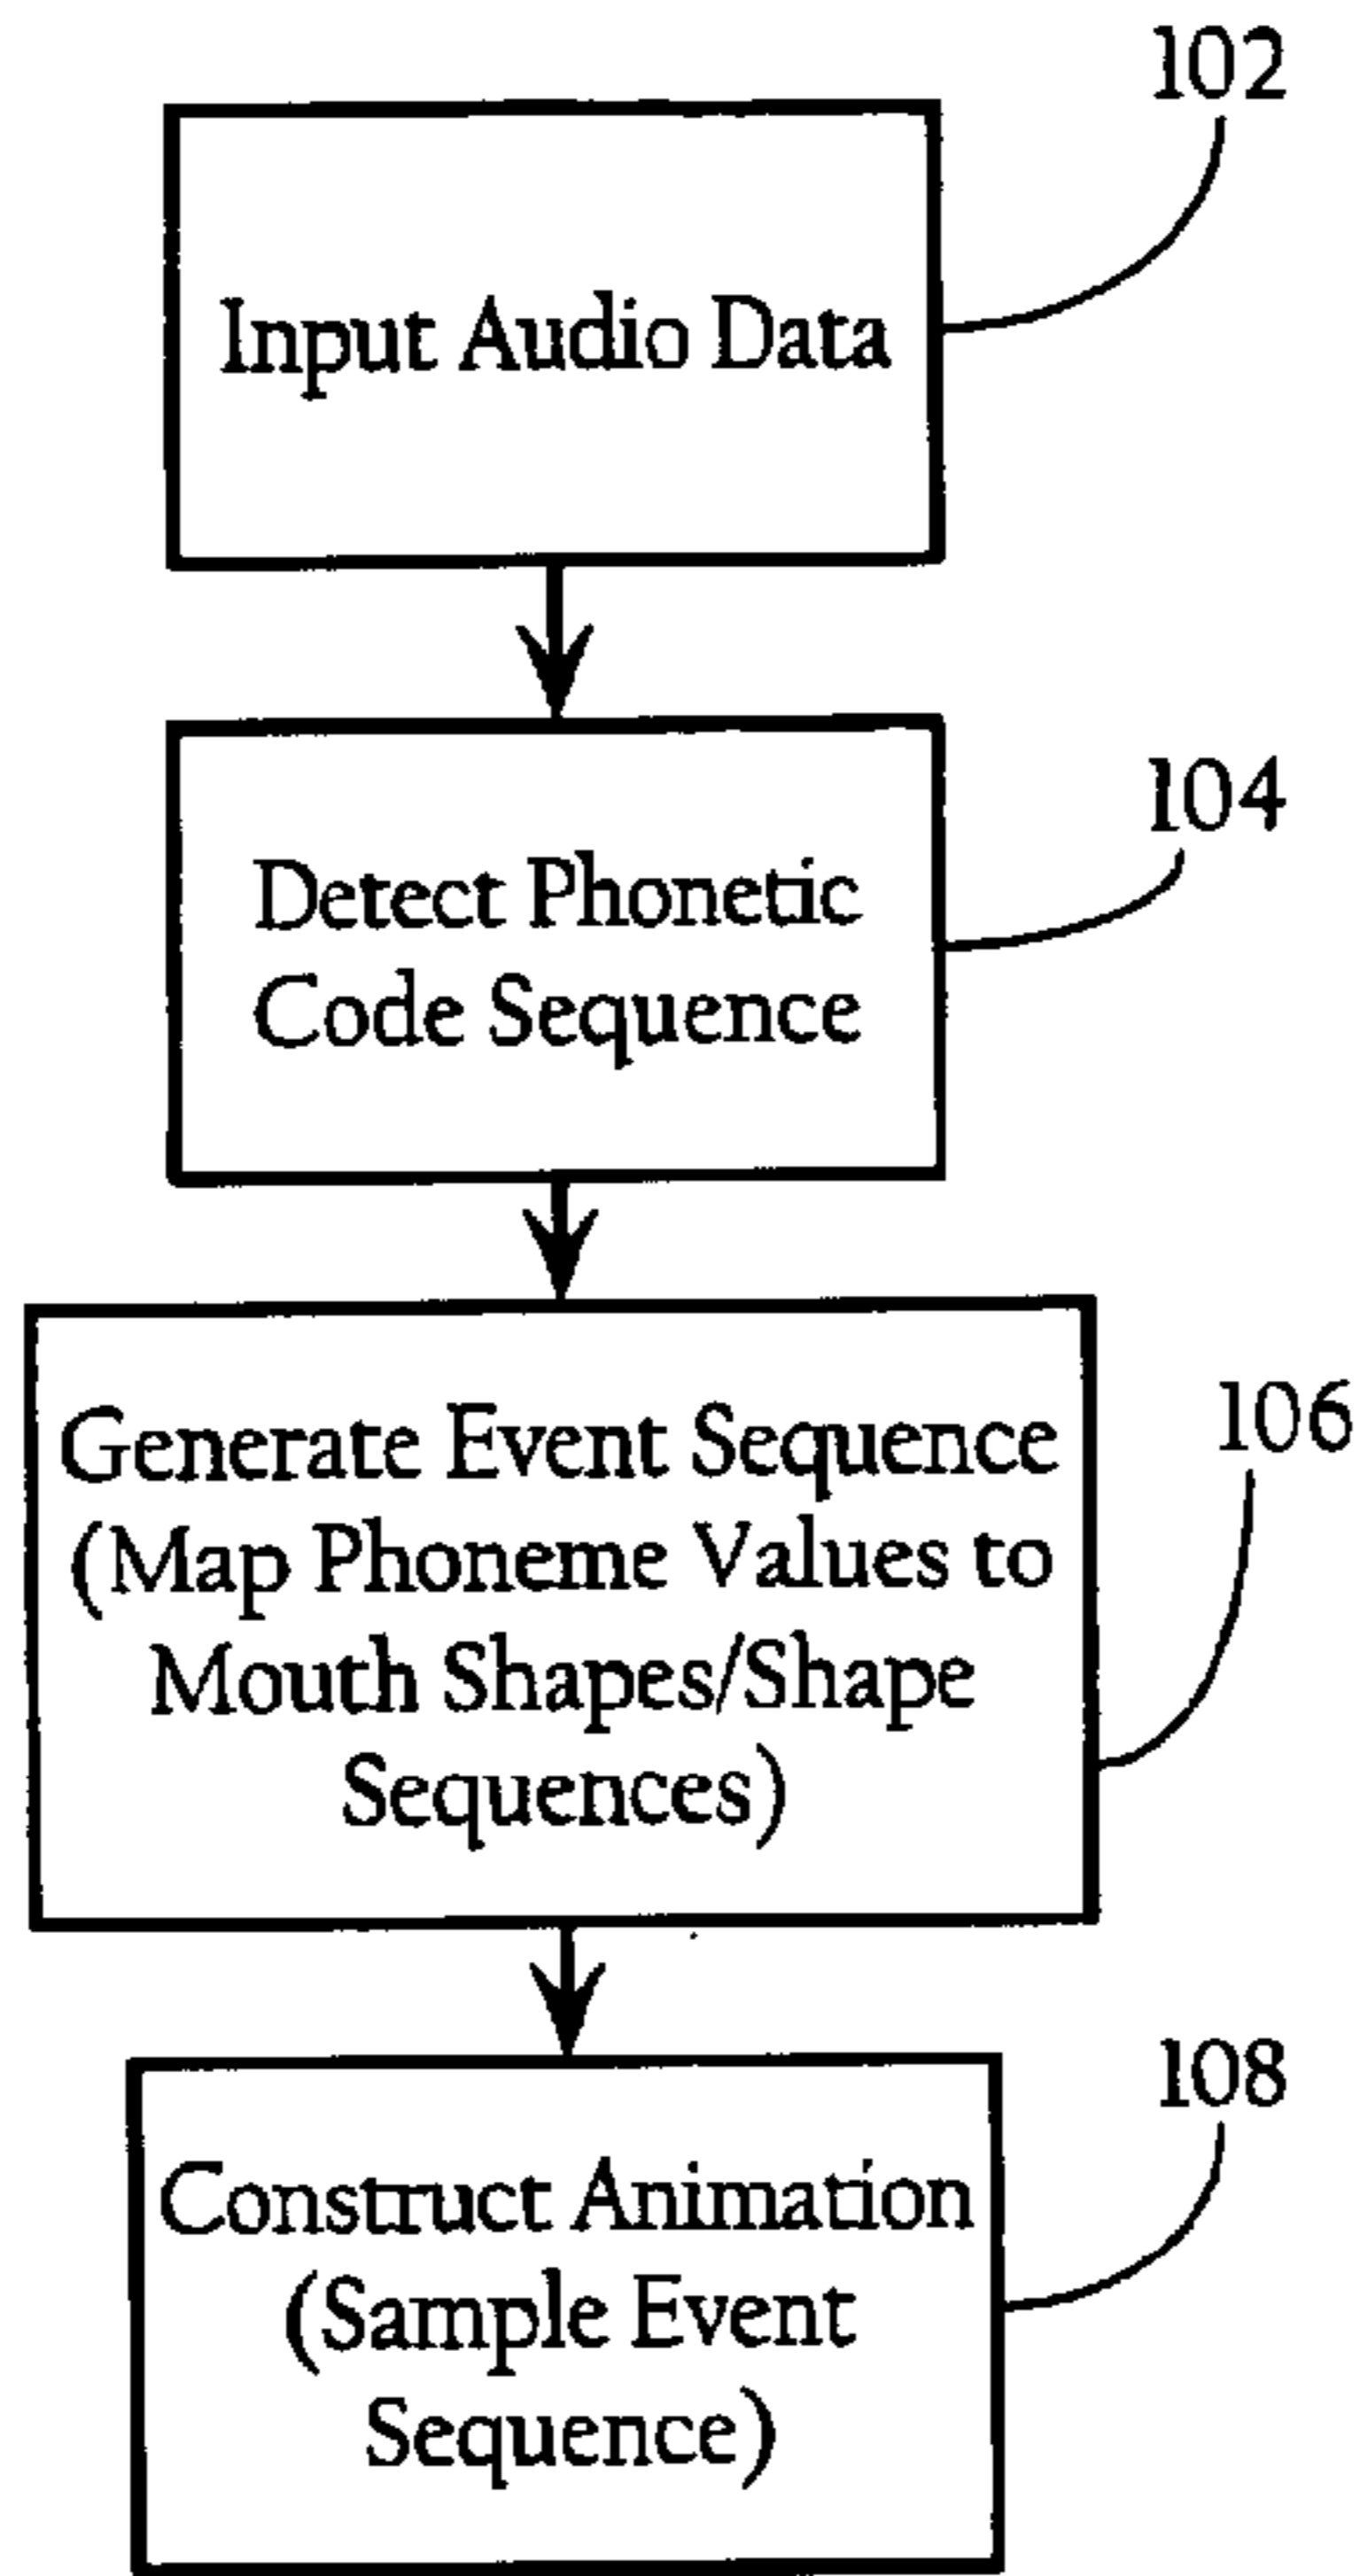 102
Input Audio Data
104
Detect Phonetic
Code Sequence
106
Generate Event Sequence
(Map Phoneme Values to
Mouth Shapes/Shape
Sequences)
108
Construct Animation
(Sample Event
Sequence)